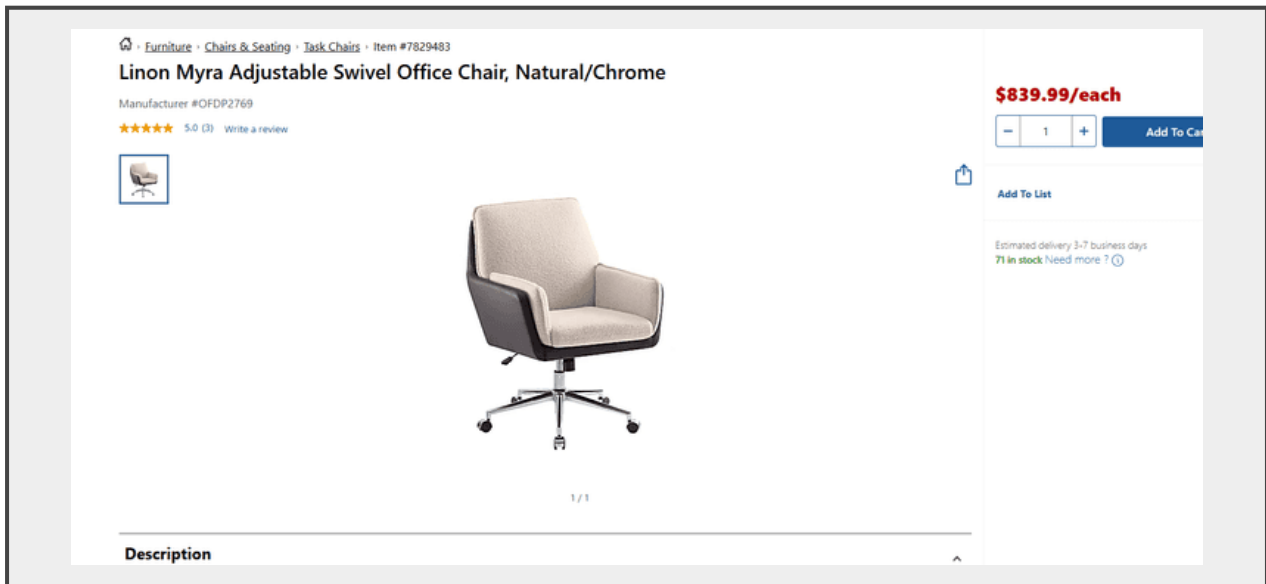 Furniture › Chairs & Seating › Task Chairs › Item #7829483
Linon Myra Adjustable Swivel Office Chair, Natural/Chrome
Manufacturer #OFDP2769
5.0 (3) Write a review
$839.99/each
- 1 + Add To Car
Add To List
Estimated delivery 3-7 business days
71 in stock Need more ?
1 / 1
Description